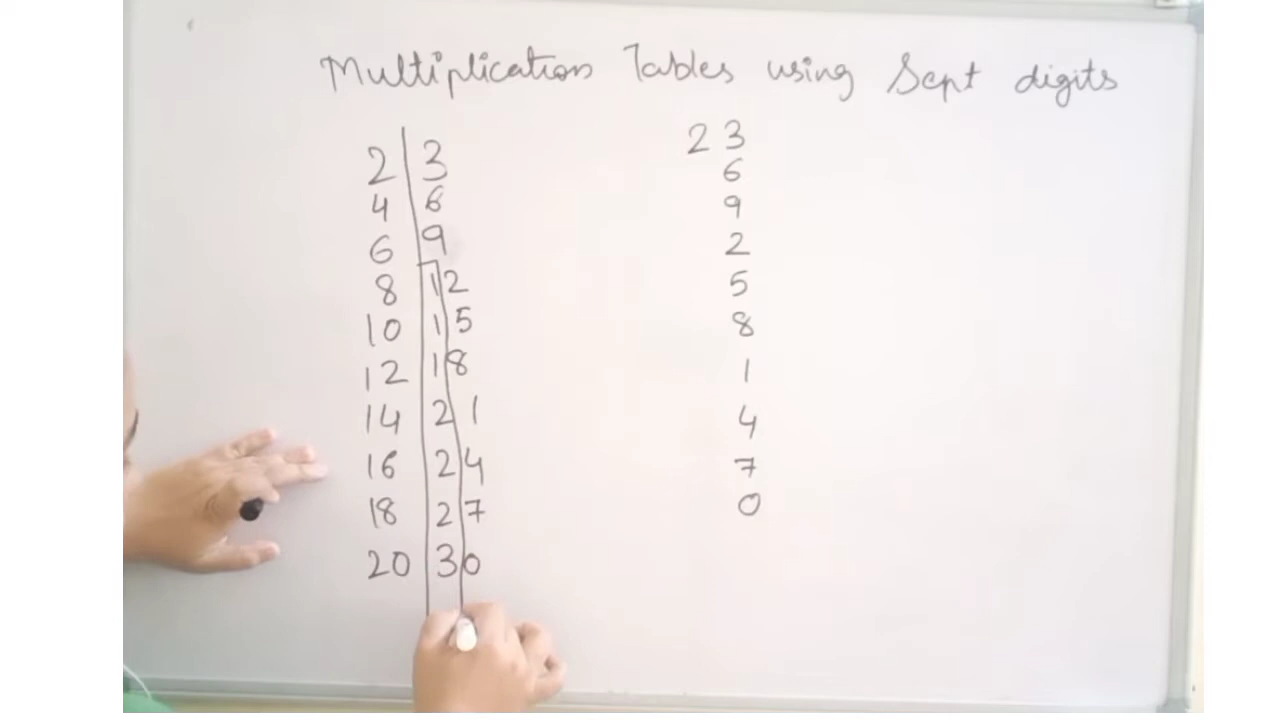 Multiplication Tables using Sept digits
2 3 2 3
4 6 6
6 9 9
8 12 2
10 15 5
12 18 8
14 21 1
16 24 4
18 27 7
20 30 0